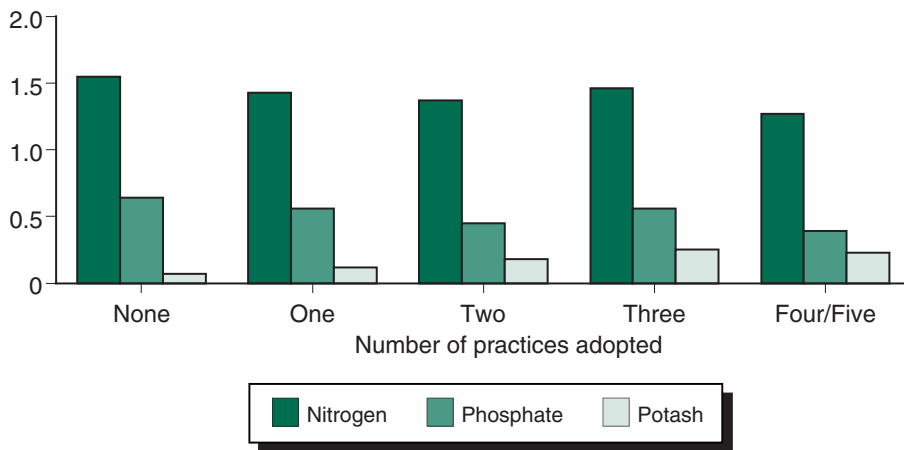 2.0
1.5
1.0
0.5
0
None One Two Three Four/Five
Number of practices adopted
Nitrogen Phosphate Potash